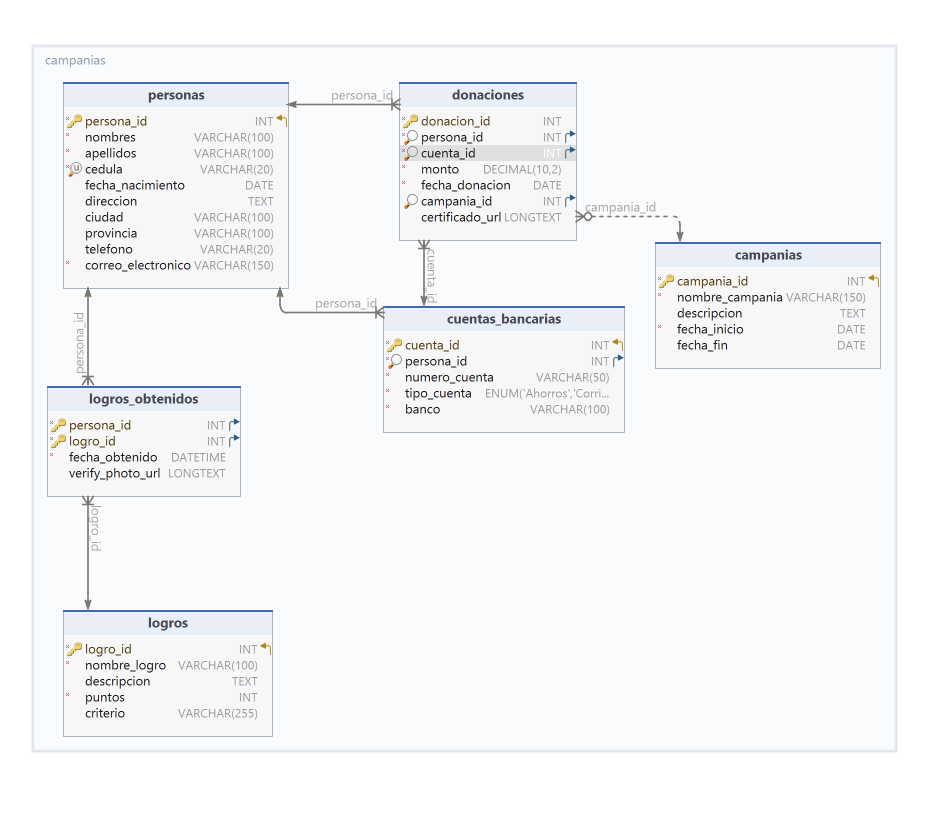 campanias
personas
persona_id INT
nombres VARCHAR(100)
apellidos VARCHAR(100)
cedula VARCHAR(20)
fecha_nacimiento DATE
direccion TEXT
ciudad VARCHAR(100)
provincia VARCHAR(100)
telefono VARCHAR(20)
correo_electronico VARCHAR(150)
persona_id
donaciones
donacion_id INT
persona_id INT
cuenta_id INT
monto DECIMAL(10,2)
fecha_donacion DATE
campania_id INT
certificado_url LONGTEXT
campania_id
campanias
campania_id INT
nombre_campania VARCHAR(150)
descripcion TEXT
fecha_inicio DATE
fecha_fin DATE
cuenta_id
persona_id
cuentas_bancarias
cuenta_id INT
persona_id INT
numero_cuenta VARCHAR(50)
tipo_cuenta ENUM('Ahorros','Corri...
banco VARCHAR(100)
persona_id
logros_obtenidos
persona_id INT
logro_id INT
fecha_obtenido DATETIME
verify_photo_url LONGTEXT
logro_id
logros
logro_id INT
nombre_logro VARCHAR(100)
descripcion TEXT
puntos INT
criterio VARCHAR(255)